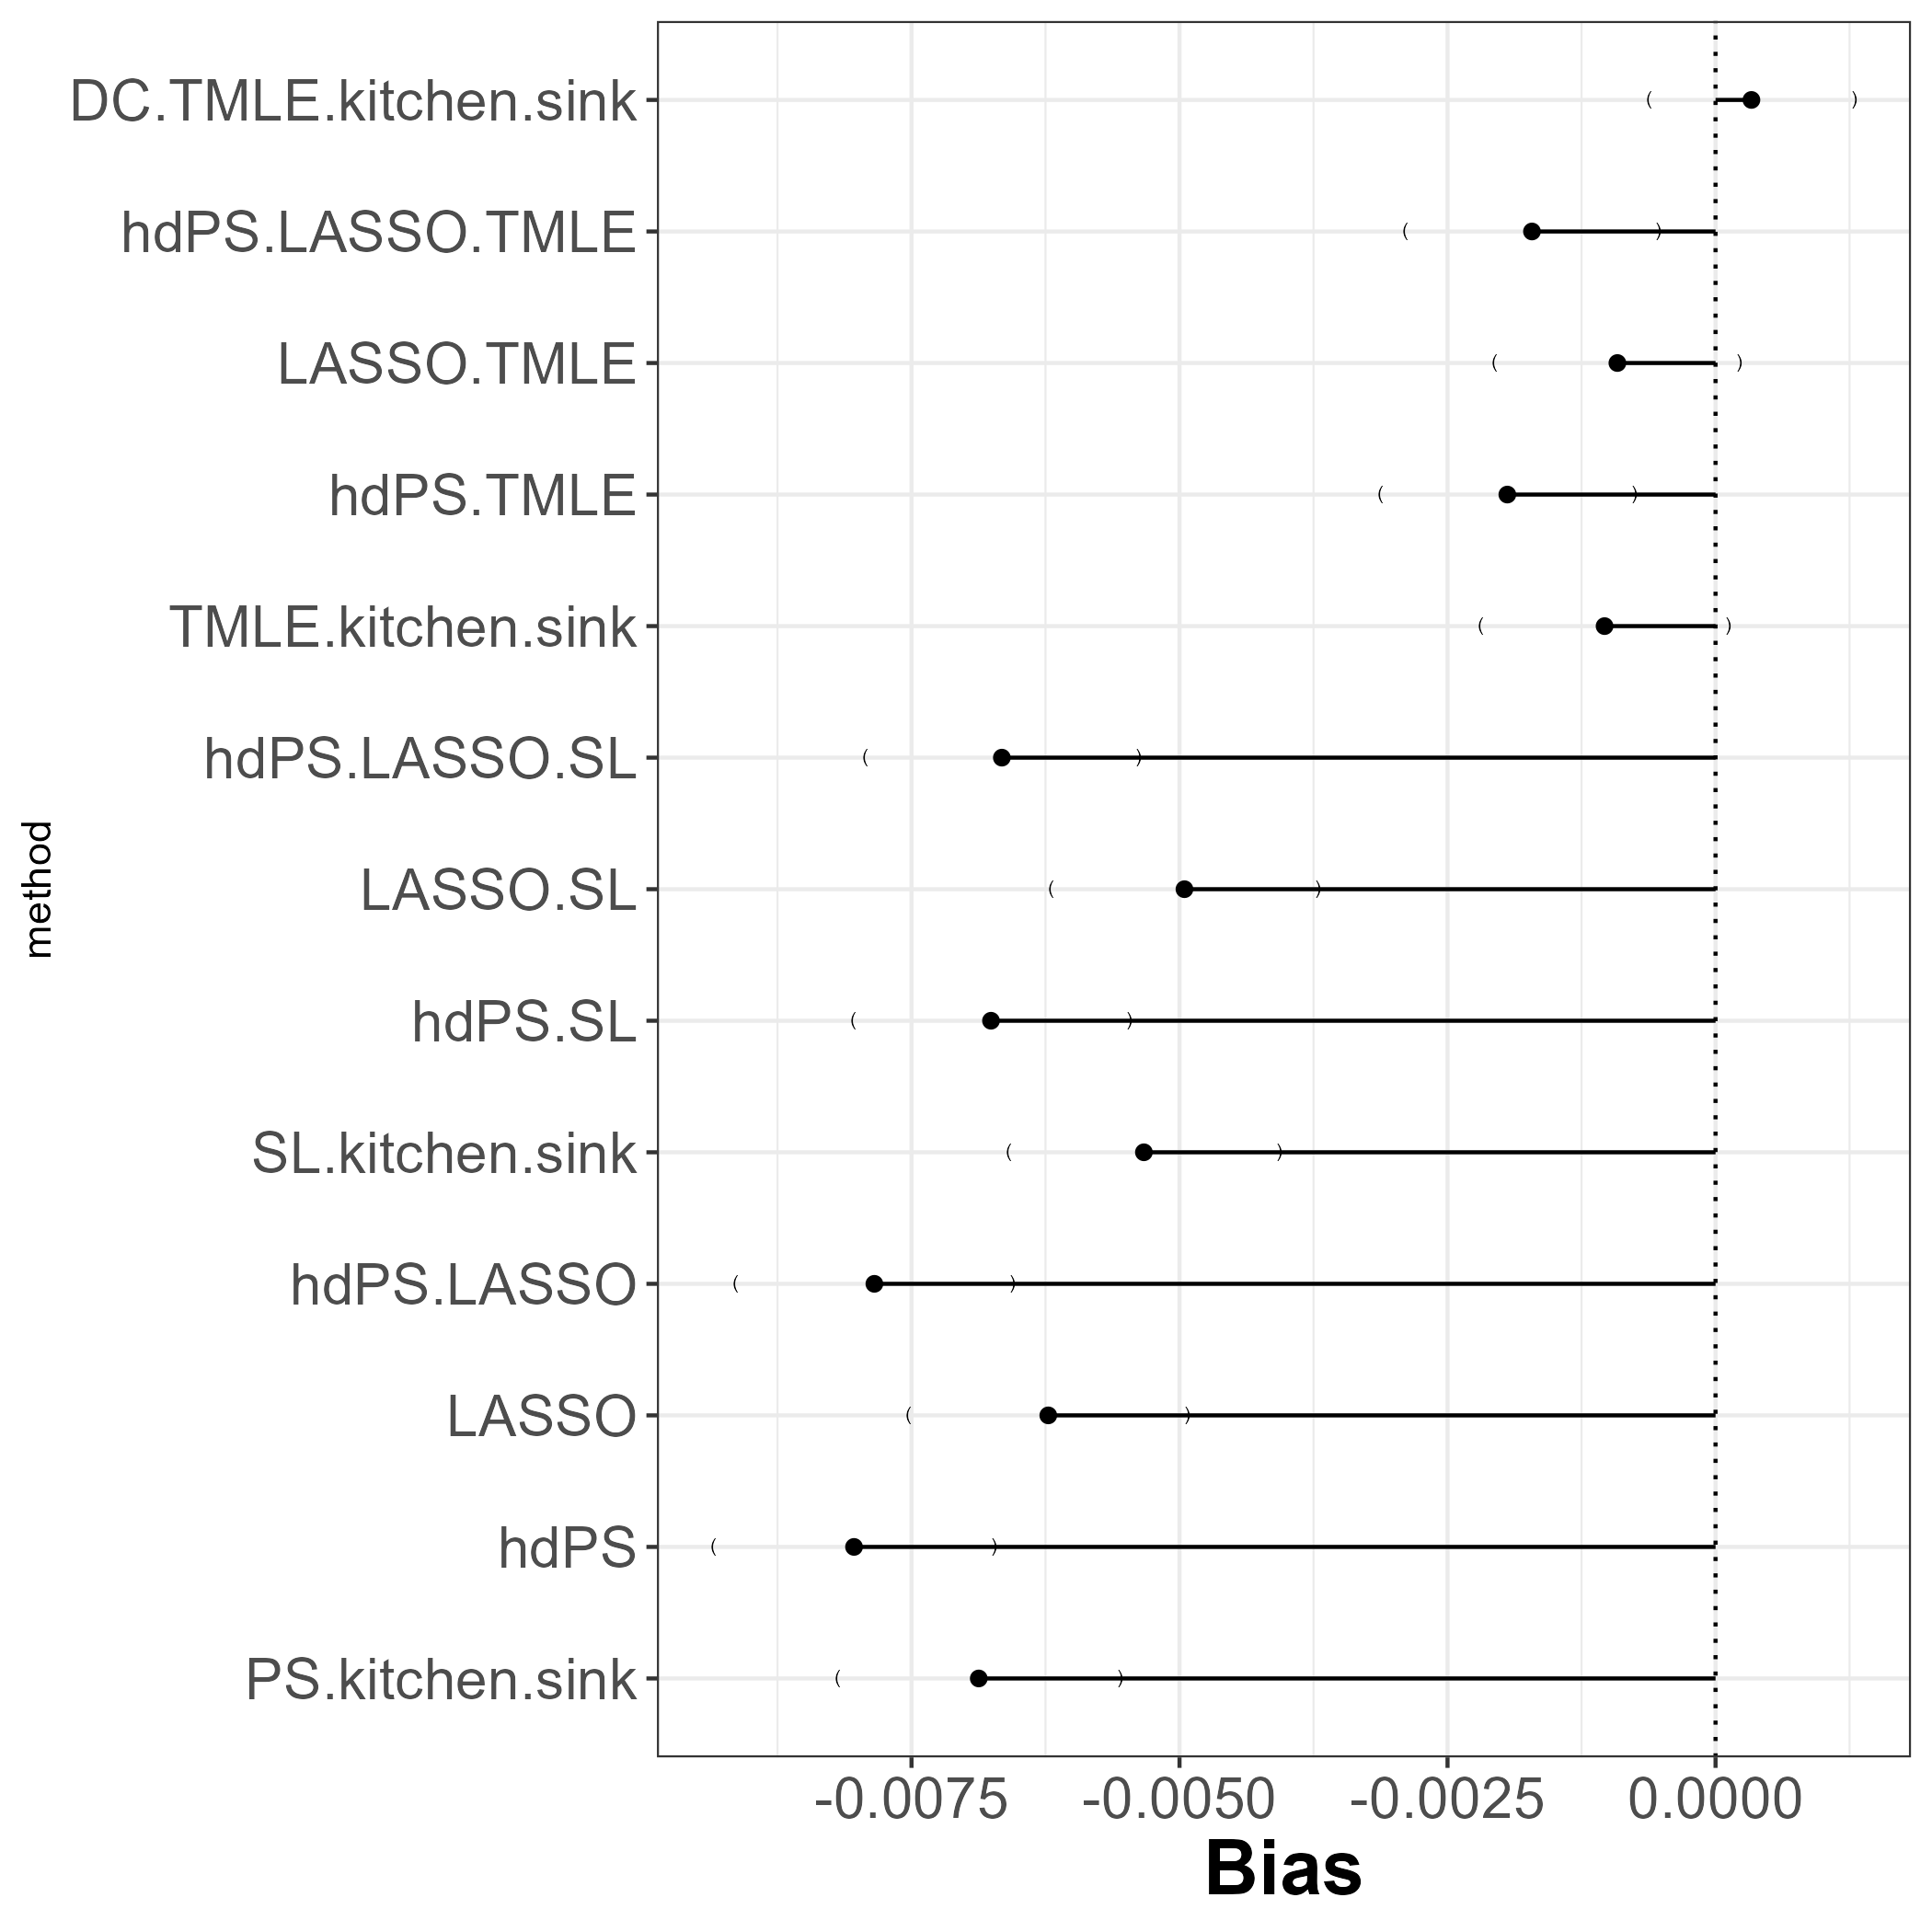 DC.TMLE.kitchen.sink
hdPS.LASSO.TMLE
LASSO.TMLE
hdPS.TMLE
TMLE.kitchen.sink
hdPS.LASSO.SL
LASSO.SL
hdPS.SL
SL.kitchen.sink
hdPS.LASSO
LASSO
hdPS
PS.kitchen.sink
method
-0.0075 -0.0050 -0.0025 0.0000
Bias